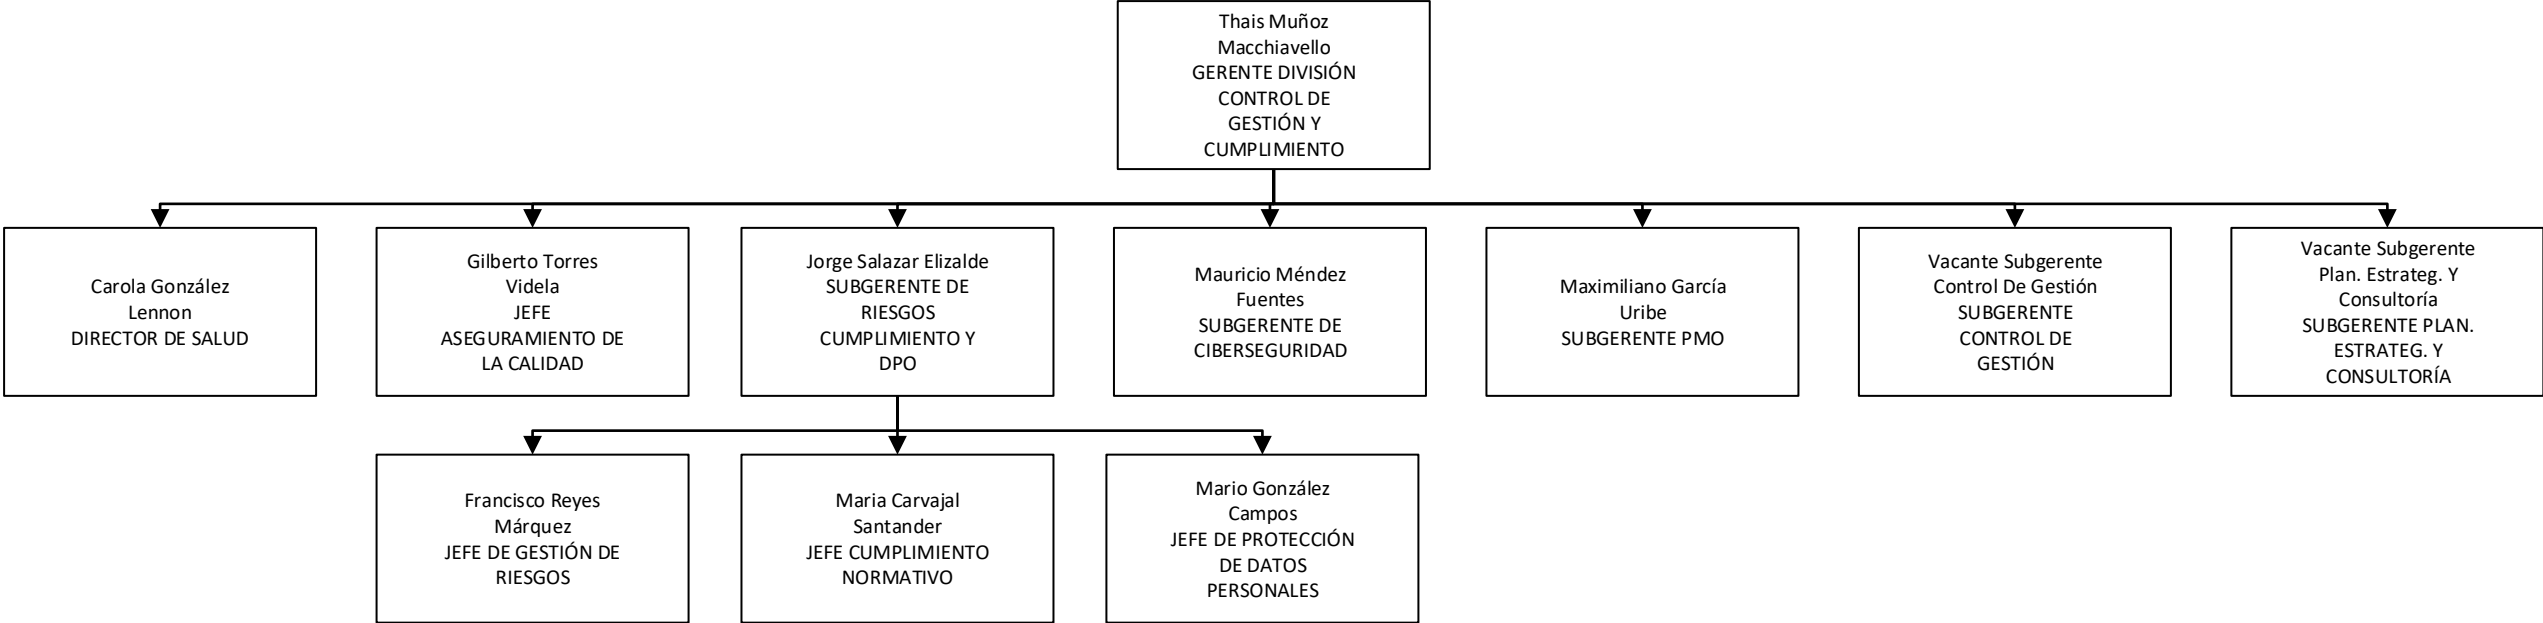 Thais Muñoz
Macchiavello
GERENTE DIVISIÓN
CONTROL DE
GESTIÓN Y
CUMPLIMIENTO
Carola González
Lennon
DIRECTOR DE SALUD
Gilberto Torres
Videla
JEFE
ASEGURAMIENTO DE
LA CALIDAD
Jorge Salazar Elizalde
SUBGERENTE DE
RIESGOS
CUMPLIMIENTO Y
DPO
Mauricio Méndez
Fuentes
SUBGERENTE DE
CIBERSEGURIDAD
Maximiliano García
Uribe
SUBGERENTE PMO
Vacante Subgerente
Control De Gestión
SUBGERENTE
CONTROL DE
GESTIÓN
Vacante Subgerente
Plan. Estrateg. Y
Consultoría
SUBGERENTE PLAN.
ESTRATEG. Y
CONSULTORÍA
Francisco Reyes
Márquez
JEFE DE GESTIÓN DE
RIESGOS
Maria Carvajal
Santander
JEFE CUMPLIMIENTO
NORMATIVO
Mario González
Campos
JEFE DE PROTECCIÓN
DE DATOS
PERSONALES